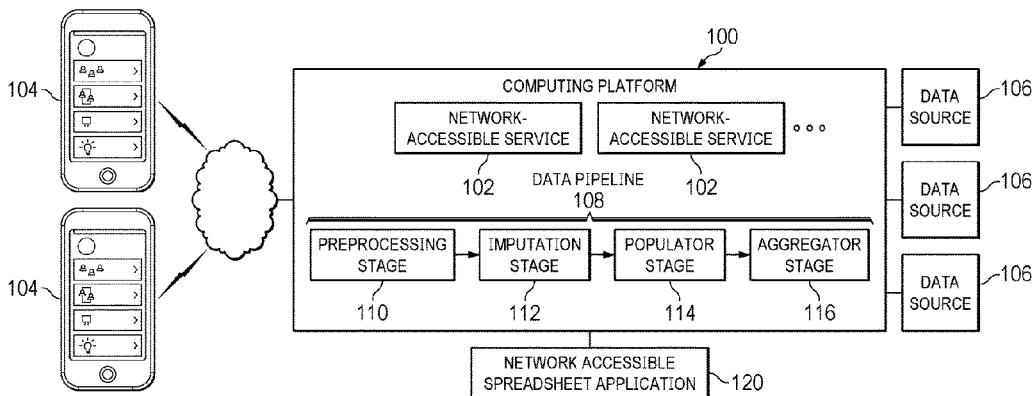 100
COMPUTING PLATFORM
104
NETWORK-
ACCESSIBLE SERVICE
NETWORK-
ACCESSIBLE SERVICE
102
102
DATA
SOURCE
106
DATA
SOURCE
106
DATA
SOURCE
106
DATA PIPELINE
108
PREPROCESSING
STAGE
IMPUTATION
STAGE
POPULATOR
STAGE
AGGREGATOR
STAGE
110
112
114
116
104
NETWORK ACCESSIBLE
SPREADSHEET APPLICATION
120